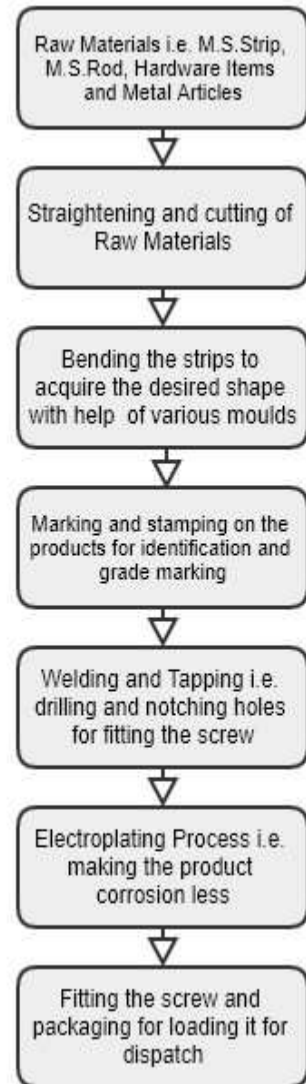 Raw Materials i.e. M.S.Strip,
M.S.Rod, Hardware Items
and Metal Articles
Straightening and cutting of
Raw Materials
Bending the strips to
acquire the desired shape
with help of various moulds
Marking and stamping on the
products for identification and
grade marking
Welding and Tapping i.e.
drilling and notching holes
for fitting the screw
Electroplating Process i.e.
making the product
corrosion less
Fitting the screw and
packaging for loading it for
dispatch